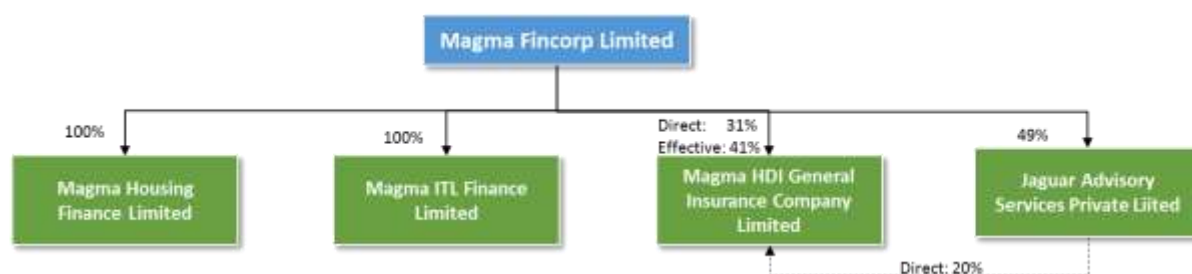 Magma Fincorp Limited
100%
100%
Direct: 31%
Effective: 41%
49%
Magma Housing
Finance Limited
Magma ITL Finance
Limited
Magma HDI General
Insurance Company
Limited
Jaguar Advisory
Services Private Liited
Direct: 20%